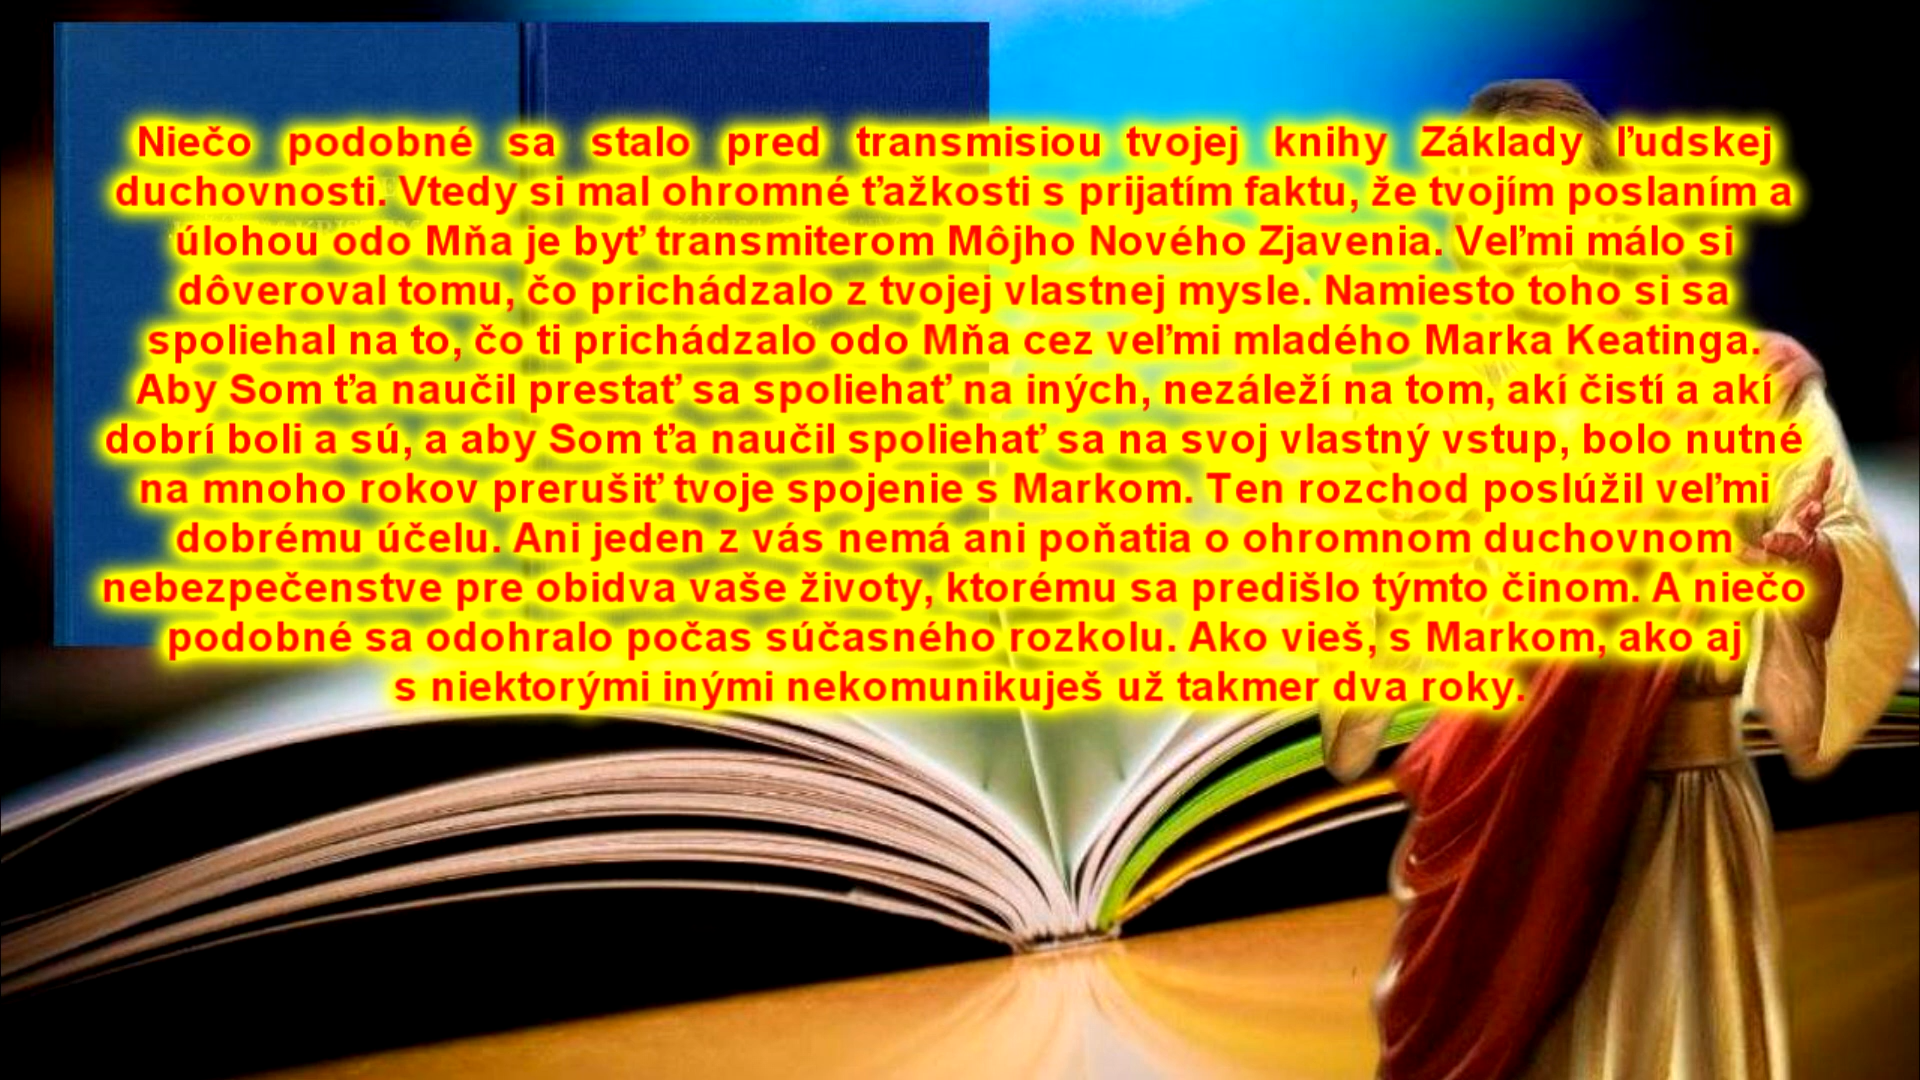 Niečo podobné sa stalo pred transmisiou tvojej knihy Základy ľudskej
duchovnosti. Vtedy si mal ohromné ťažkosti s prijatím faktu, že tvojím poslaním a
úlohou odo Mňa je byť transmiterom Môjho Nového Zjavenia. Veľmi málo si
dôveroval tomu, čo prichádzalo z tvojej vlastnej mysle. Namiesto toho si sa
spoliehal na to, čo ti prichádzalo odo Mňa cez veľmi mladého Marka Keatinga.
Aby Som ťa naučil prestať sa spoliehať na iných, nezáleží na tom, akí čistí a akí
dobrí boli a sú, a aby Som ťa naučil spoliehať sa na svoj vlastný vstup, bolo nutné
na mnoho rokov prerušiť tvoje spojenie s Markom. Ten rozchod poslúžil veľmi
dobrému účelu. Ani jeden z vás nemá ani poňatia o ohromnom duchovnom
nebezpečenstve pre obidva vaše životy, ktorému sa predišlo týmto činom. A niečo
podobné sa odohralo počas súčasného rozkolu. Ako vieš, s Markom, ako aj
s niektorými inými nekomunikuješ už takmer dva roky.